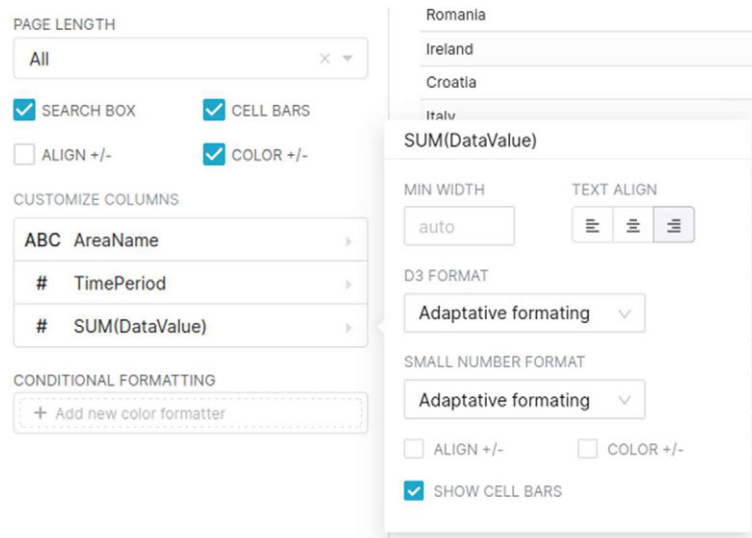 PAGE LENGTH
All
SEARCH BOX
CELL BARS
ALIGN +/-
COLOR +/-
CUSTOMIZE COLUMNS
ABC AreaName
# TimePeriod
# SUM(DataValue)
CONDITIONAL FORMATTING
+ Add new color formatter
Romania
Ireland
Croatia
Italy
SUM(DataValue)
MIN WIDTH
TEXT ALIGN
auto
D3 FORMAT
Adaptative formating
SMALL NUMBER FORMAT
Adaptative formating
ALIGN +/-
COLOR +/-
SHOW CELL BARS